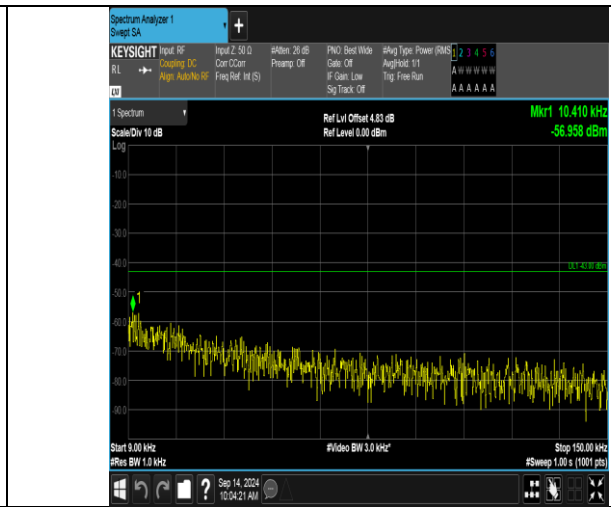 Spectrum Analyzer 1
Swept SA
+
KEYSIGHT Input: RF Input Z: 50 Ω #Atten: 26 dB PNO: Best Wide #Avg Type: Power (RMS 1 2 3 4 5 6
RL Coupling: DC Corr CCorr Preamp: Off Gate: Off Avg|Hold: 1/1 A W W W W W
Align: Auto/No RF Freq Ref: Int (S) IF Gain: Low Trig: Free Run
Sig Track: Off A A A A A A
LXI
1 Spectrum Ref Lvl Offset 4.83 dB Mkr1 10.410 kHz
Scale/Div 10 dB Ref Level 0.00 dBm -56.958 dBm
Log
-10.0
-20.0
-30.0
-40.0
DL1 -43.00 dBm
-50.0
1
-60.0
-70.0
-80.0
-90.0
Start 9.00 kHz #Video BW 3.0 kHz* Stop 150.00 kHz
#Res BW 1.0 kHz #Sweep 1.00 s (1001 pts)
? Sep 14, 2024
10:04:21 AM